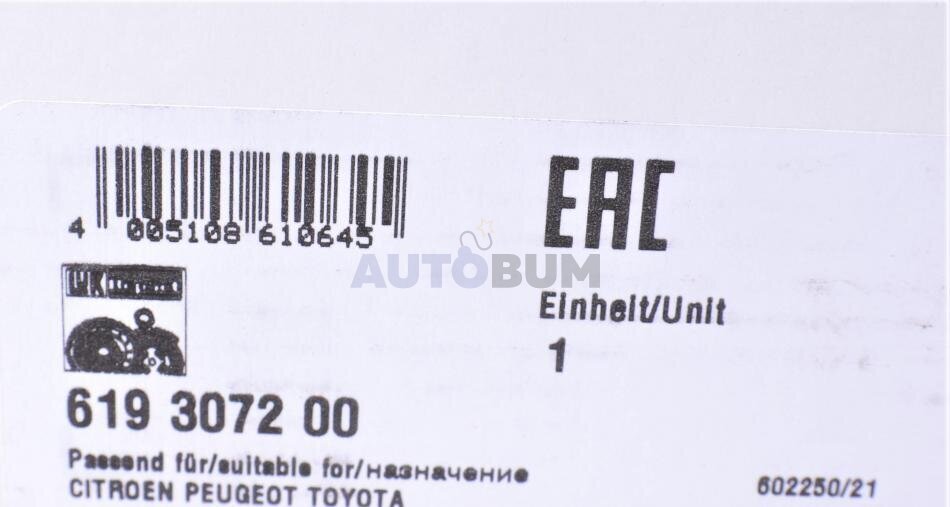 EAC
4 005108 610645
AUTOBUM
LuK
Einheit/Unit
1
619 3072 00
Passend für/suitable for/назначение
CITROEN PEUGEOT TOYOTA
602250/21